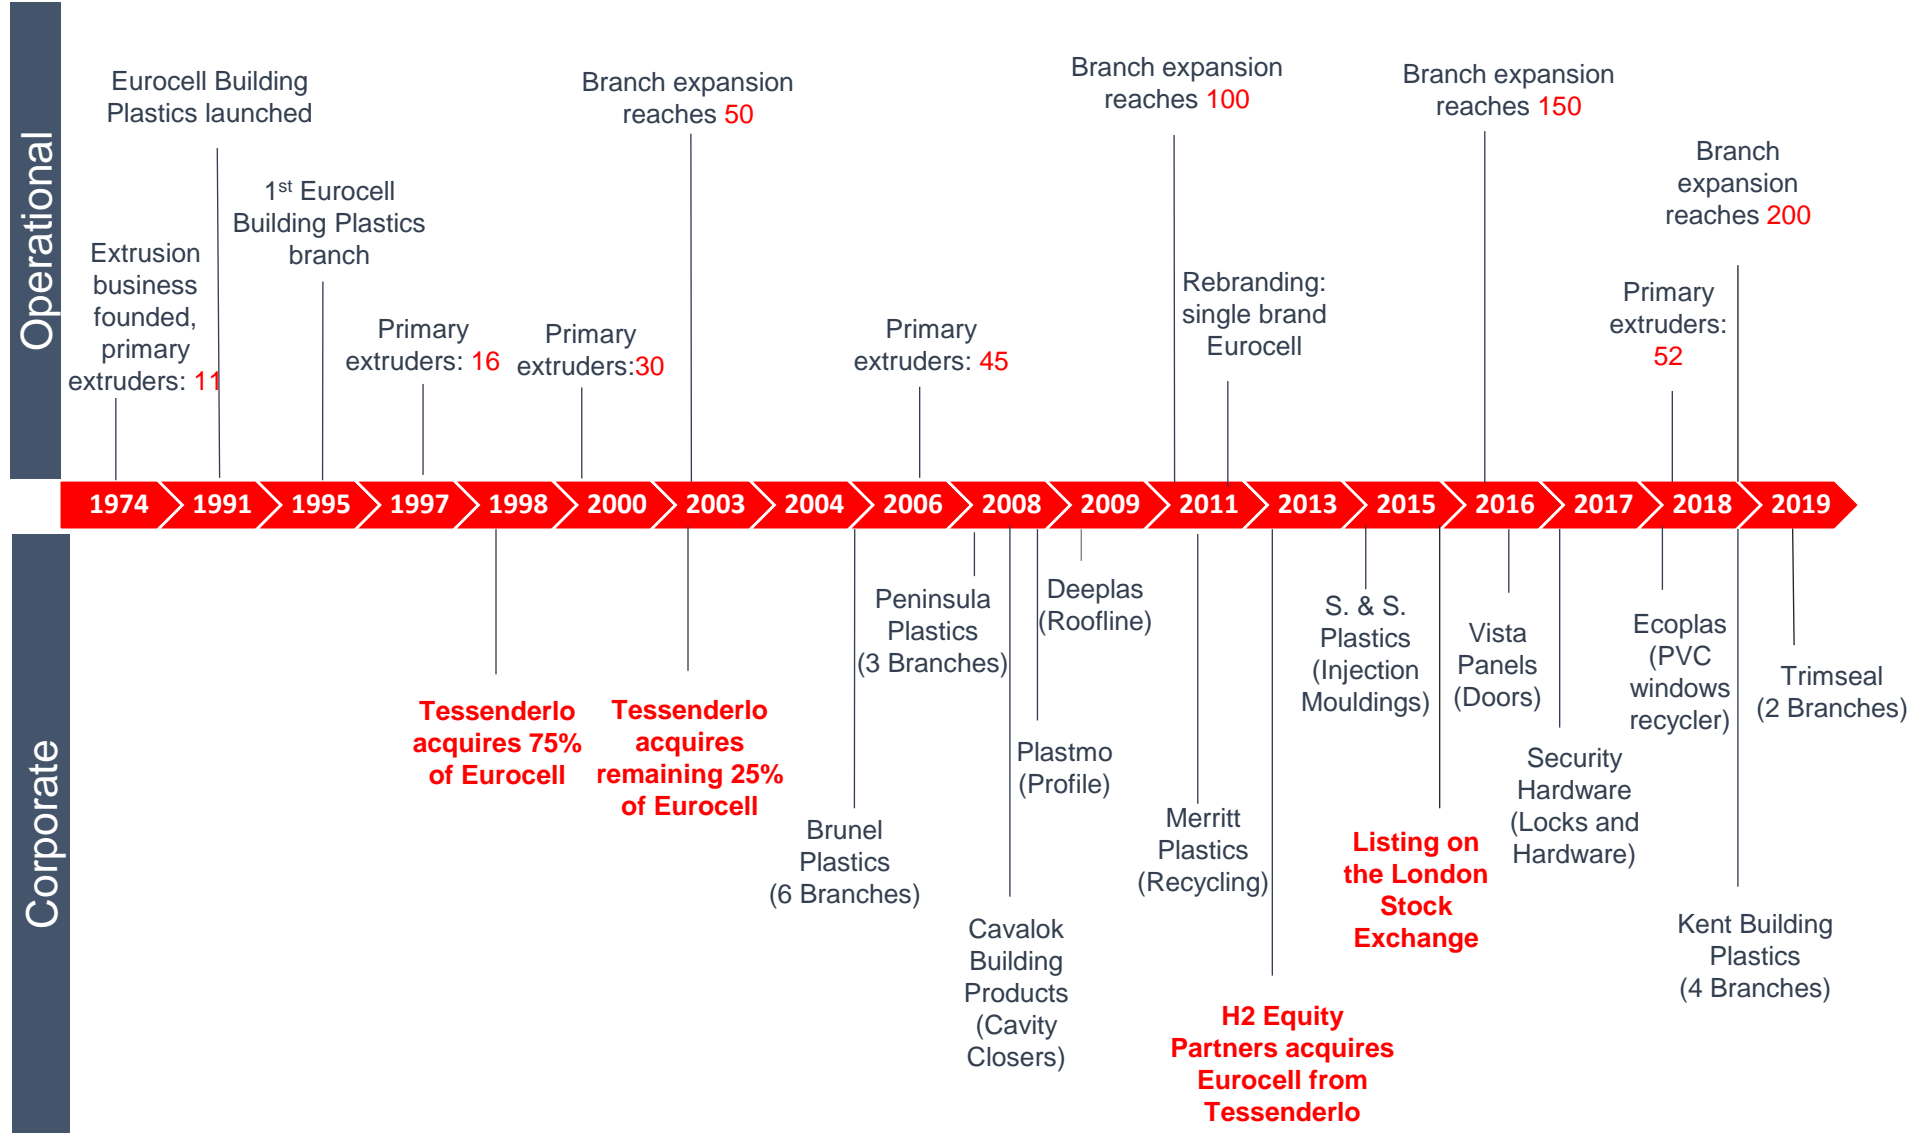 Operational
Eurocell Building
Plastics launched
Branch expansion
reaches 50
Branch expansion
reaches 100
Branch expansion
reaches 150
Branch
expansion
reaches 200
1st Eurocell
Building Plastics
branch
Extrusion
business
founded,
primary
extruders: 11
Primary
extruders: 16
Primary
extruders:30
Primary
extruders: 45
Rebranding:
single brand
Eurocell
Primary
extruders:
52
1974 1991 1995 1997 1998 2000 2003 2004 2006 2008 2009 2011 2013 2015 2016 2017 2018 2019
Corporate
Tessenderlo
acquires 75%
of Eurocell
Tessenderlo
acquires
remaining 25%
of Eurocell
Brunel
Plastics
(6 Branches)
Peninsula
Plastics
(3 Branches)
Cavalok
Building
Products
(Cavity
Closers)
Plastmo
(Profile)
Deeplas
(Roofline)
Merritt
Plastics
(Recycling)
H2 Equity
Partners acquires
Eurocell from
Tessenderlo
S. & S.
Plastics
(Injection
Mouldings)
Listing on
the London
Stock
Exchange
Vista
Panels
(Doors)
Security
Hardware
(Locks and
Hardware)
Ecoplas
(PVC
windows
recycler)
Kent Building
Plastics
(4 Branches)
Trimseal
(2 Branches)